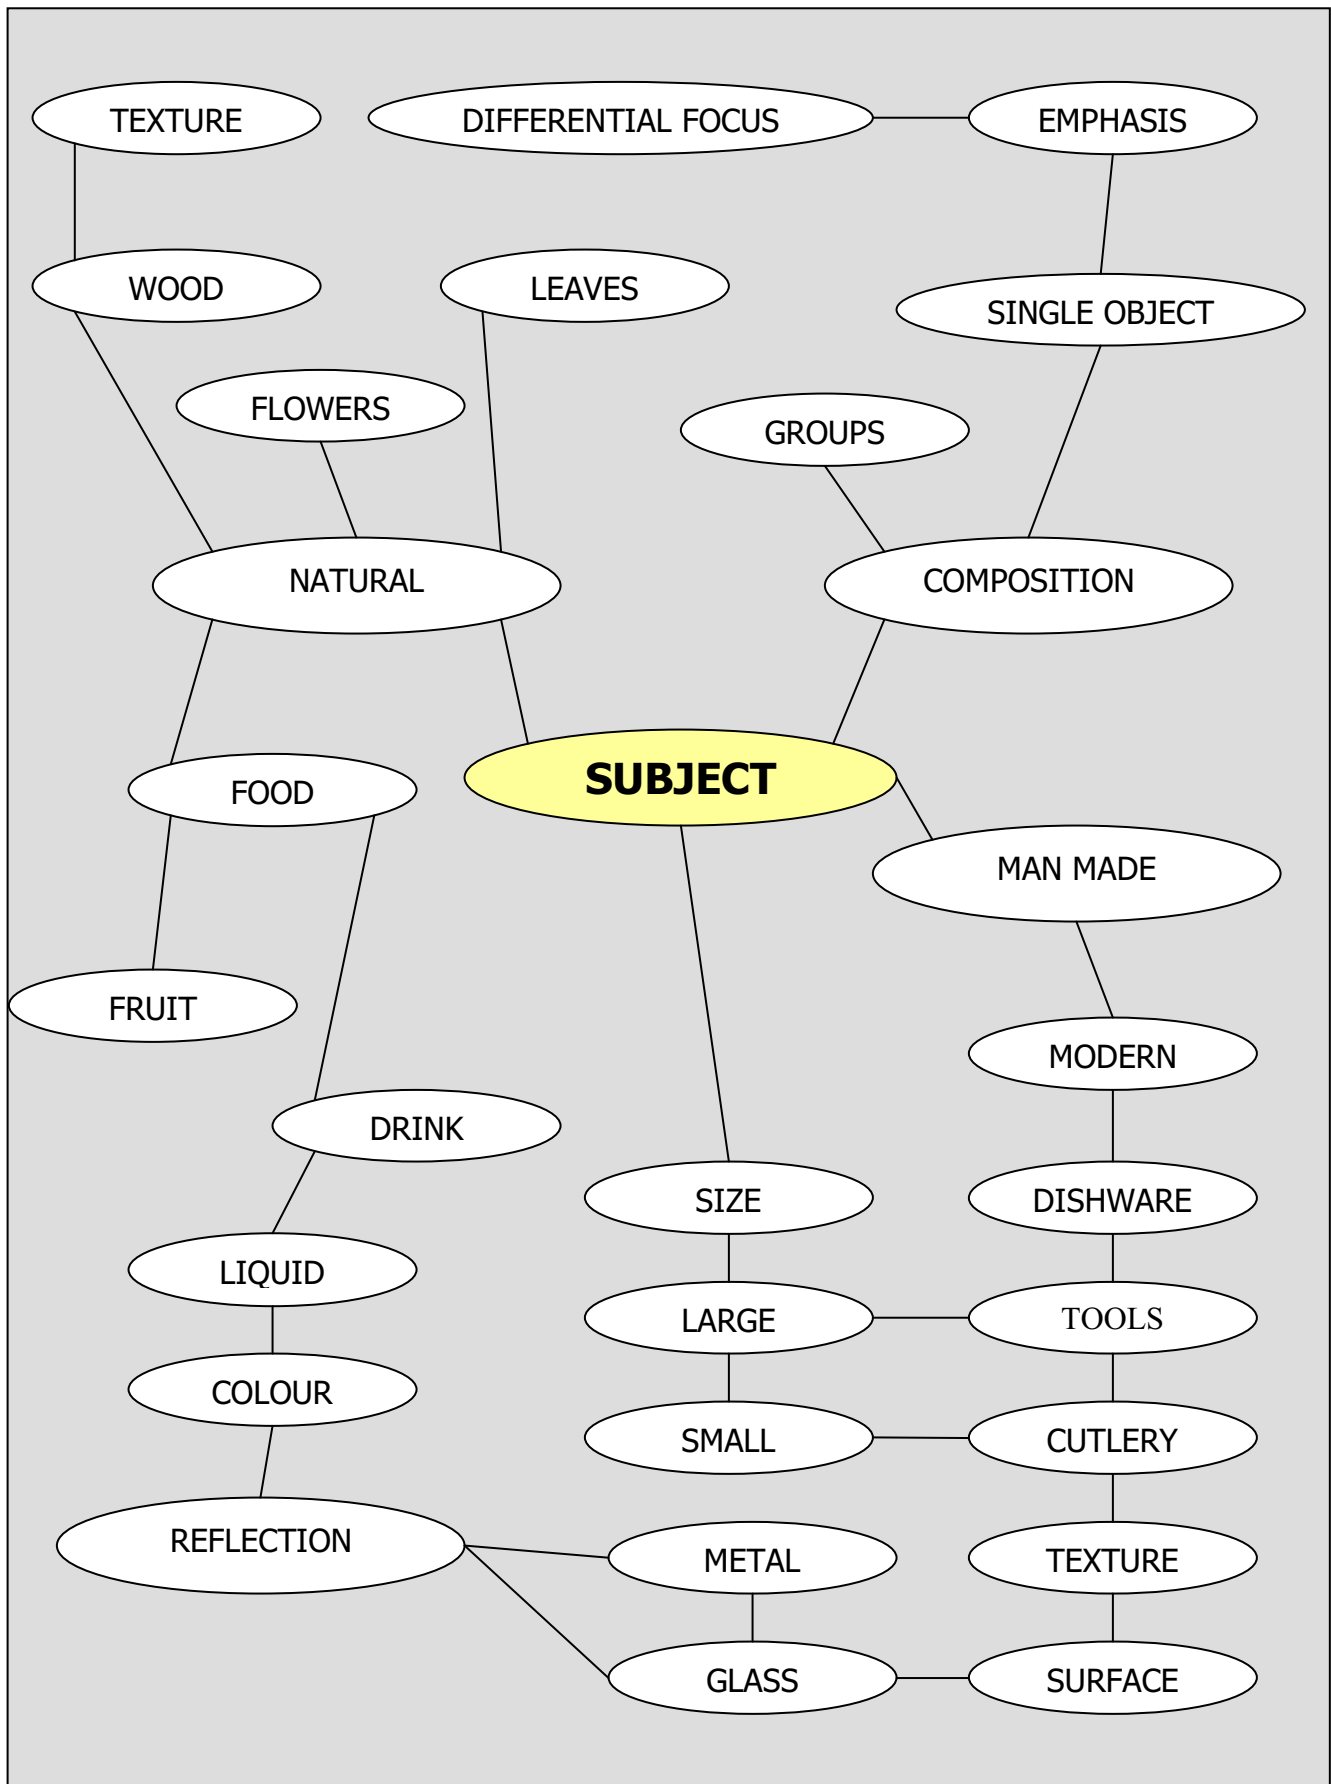 TEXTURE
DIFFERENTIAL FOCUS
EMPHASIS
WOOD
LEAVES
SINGLE OBJECT
FLOWERS
GROUPS
NATURAL
COMPOSITION
SUBJECT
FOOD
MAN MADE
FRUIT
MODERN
DRINK
SIZE
DISHWARE
LIQUID
LARGE
TOOLS
COLOUR
SMALL
CUTLERY
REFLECTION
METAL
TEXTURE
GLASS
SURFACE